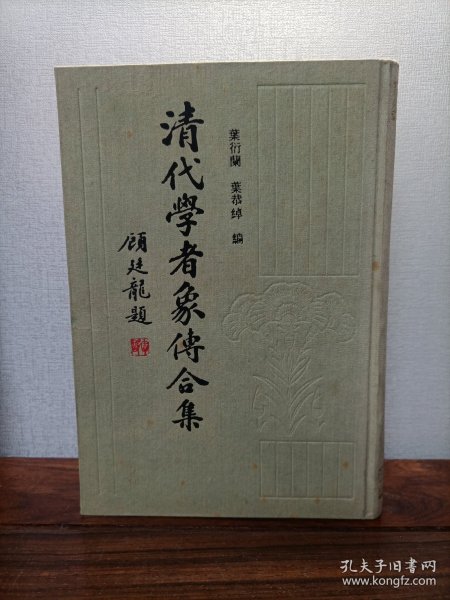 葉衍蘭 葉恭綽 編
清代學者象傳合集
顧廷龍題
孔夫子旧书网
www.kongfz.com